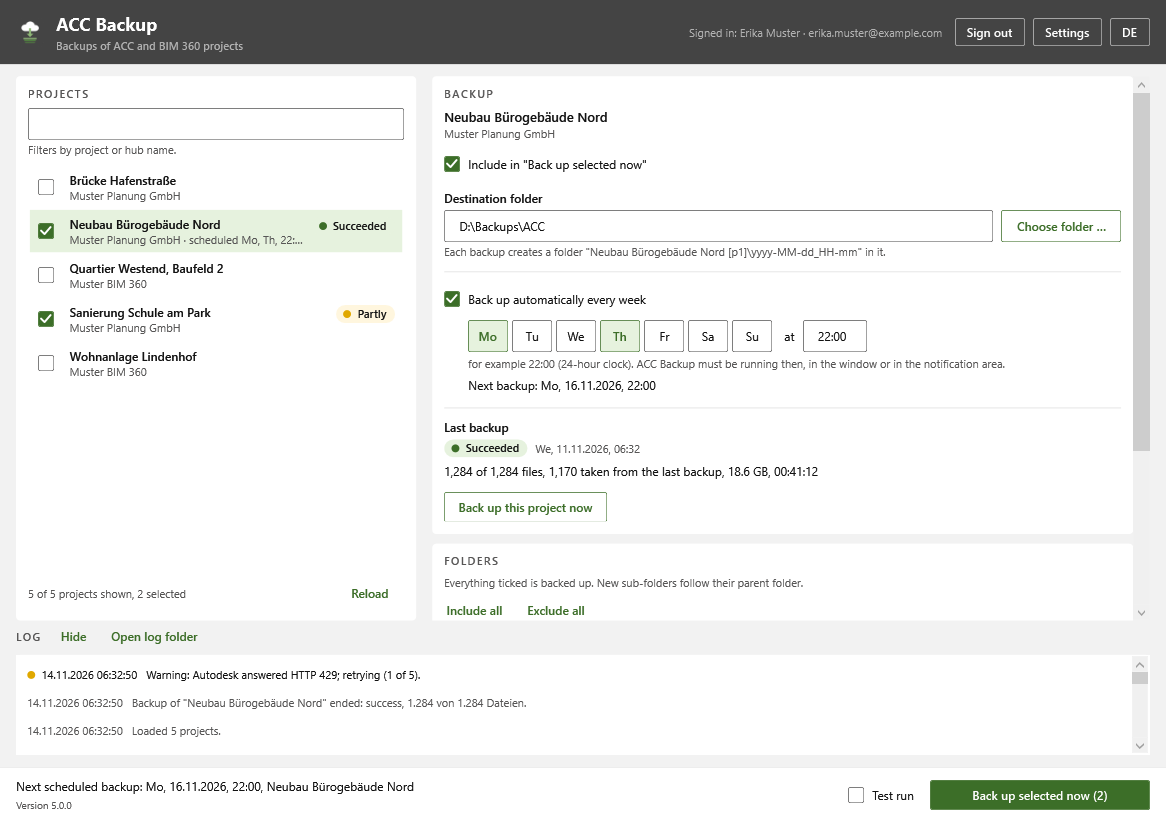 ACC Backup
Backups of ACC and BIM 360 projects
Signed in: Erika Muster · erika.muster@example.com
Sign out
Settings
DE
PROJECTS
Filters by project or hub name.
Brücke Hafenstraße
Muster Planung GmbH
Neubau Bürogebäude Nord
Succeeded
Muster Planung GmbH · scheduled Mo, Th, 22:...
Quartier Westend, Baufeld 2
Muster BIM 360
Sanierung Schule am Park
Partly
Muster Planung GmbH
Wohnanlage Lindenhof
Muster BIM 360
5 of 5 projects shown, 2 selected
Reload
BACKUP
Neubau Bürogebäude Nord
Muster Planung GmbH
Include in "Back up selected now"
Destination folder
D:\Backups\ACC
Choose folder ...
Each backup creates a folder "Neubau Bürogebäude Nord [p1]\yyyy-MM-dd_HH-mm" in it.
Back up automatically every week
Mo Tu We Th Fr Sa Su at 22:00
for example 22:00 (24-hour clock). ACC Backup must be running then, in the window or in the notification area.
Next backup: Mo, 16.11.2026, 22:00
Last backup
Succeeded We, 11.11.2026, 06:32
1,284 of 1,284 files, 1,170 taken from the last backup, 18.6 GB, 00:41:12
Back up this project now
FOLDERS
Everything ticked is backed up. New sub-folders follow their parent folder.
Include all Exclude all
LOG Hide Open log folder
14.11.2026 06:32:50 Warning: Autodesk answered HTTP 429; retrying (1 of 5).
14.11.2026 06:32:50 Backup of "Neubau Bürogebäude Nord" ended: success, 1.284 von 1.284 Dateien.
14.11.2026 06:32:50 Loaded 5 projects.
Next scheduled backup: Mo, 16.11.2026, 22:00, Neubau Bürogebäude Nord
Version 5.0.0
Test run
Back up selected now (2)